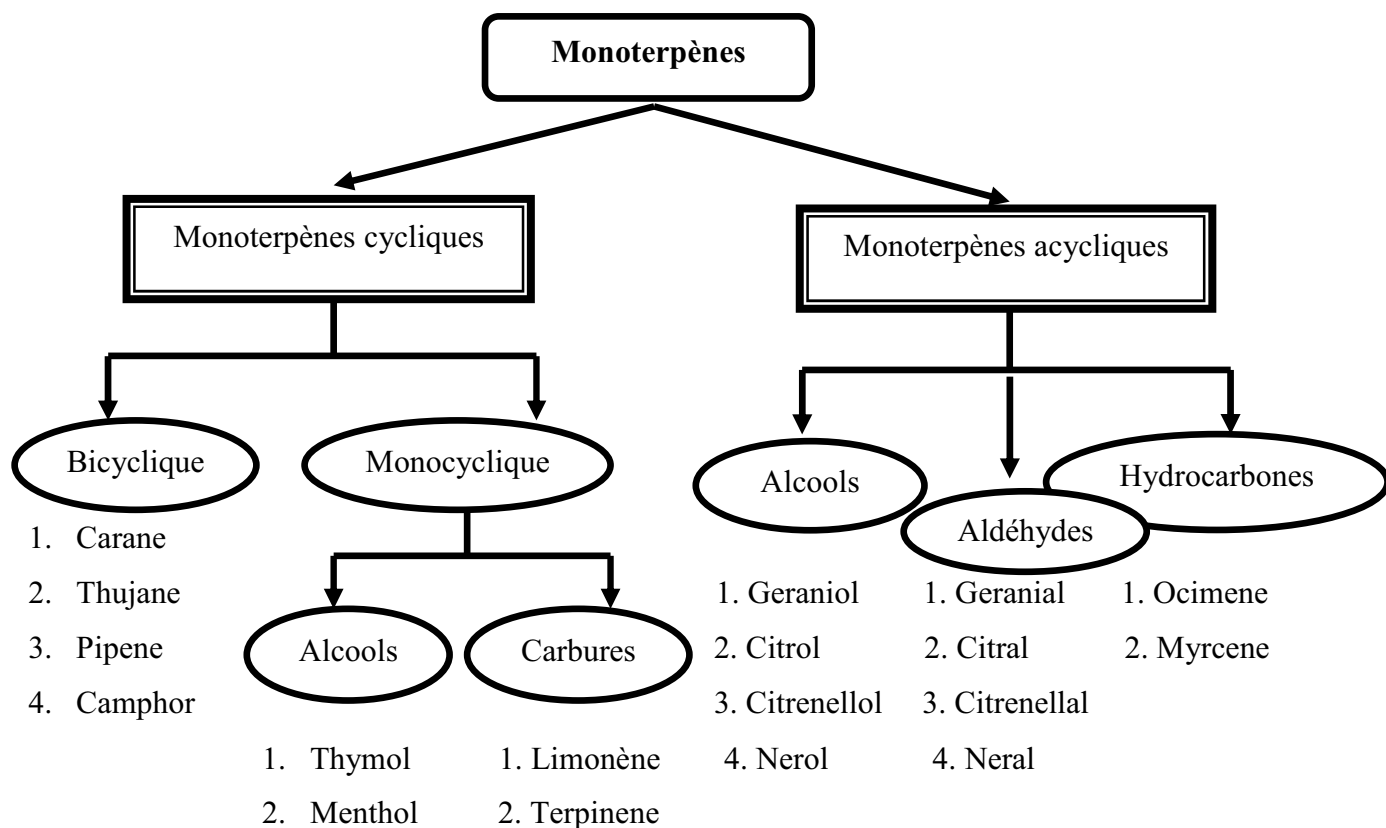 Monoterpènes
Monoterpènes cycliques
Monoterpènes acycliques
Bicyclique
Monocyclique
Alcools
Aldéhydes
Hydrocarbones
1. Carane
2. Thujane
3. Pipene
4. Camphor
Alcools
Carbures
1. Thymol
2. Menthol
1. Limonène
2. Terpinene
1. Geraniol
2. Citrol
3. Citrenellol
4. Nerol
1. Geranial
2. Citral
3. Citrenellal
4. Neral
1. Ocimene
2. Myrcene